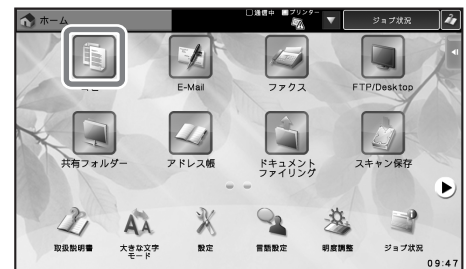 ホーム
通信中 プリンター
ジョブ状況
コピー
E-Mail
ファクス
FTP/Desktop
共有フォルダー
アドレス帳
ドキュメント
ファイリング
スキャン保存
取扱説明書
大きな文字
モード
設定
言語設定
明度調整
ジョブ状況
09:47